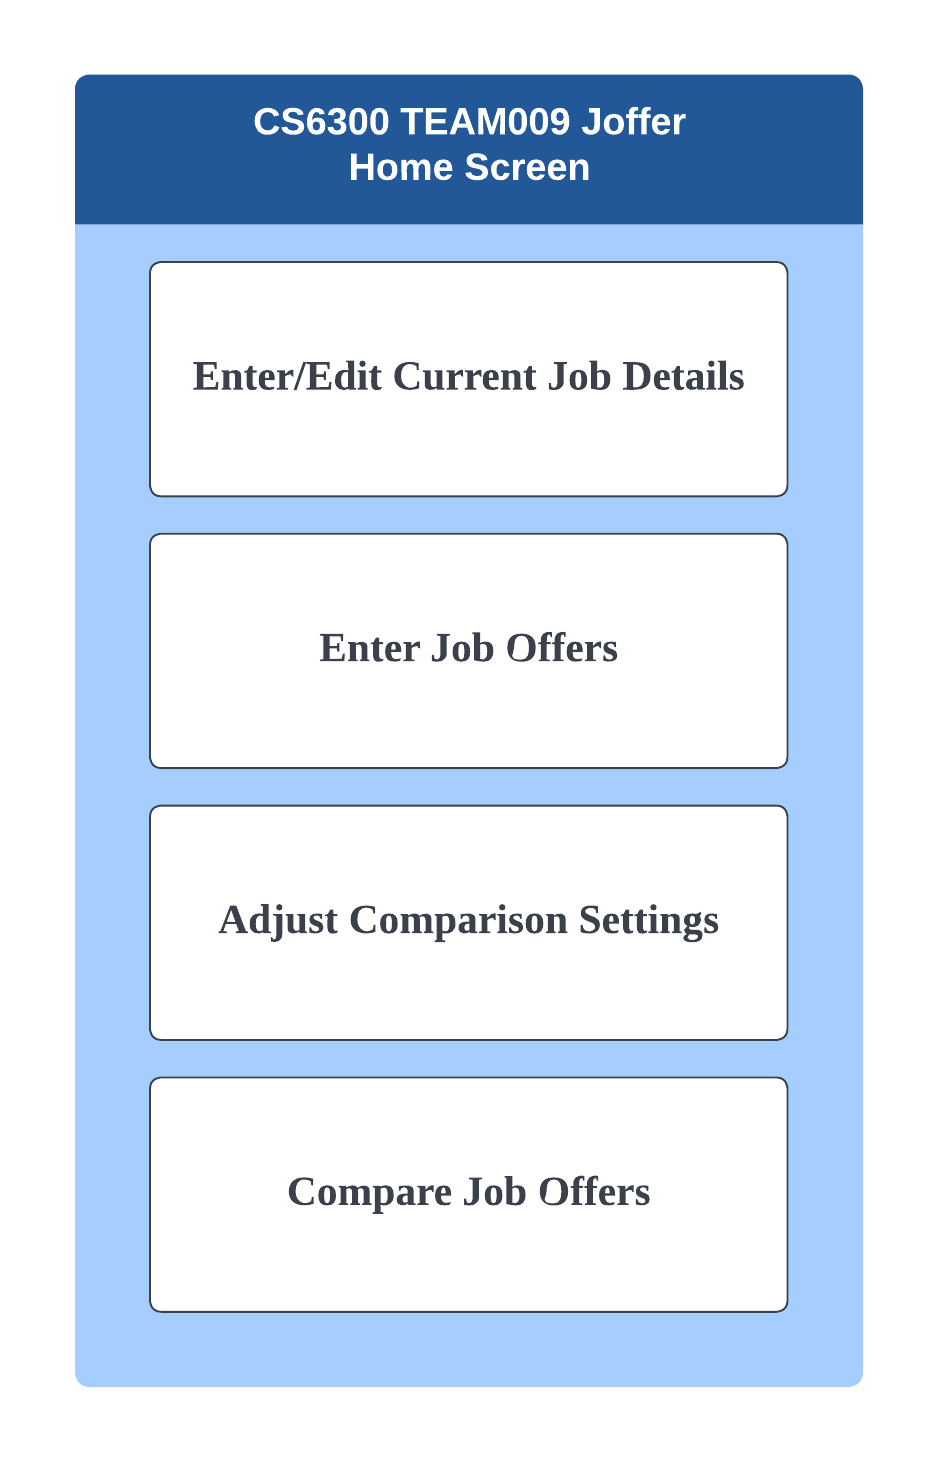 CS6300 TEAM009 Joffer
Home Screen
Enter/Edit Current Job Details
Enter Job Offers
Adjust Comparison Settings
Compare Job Offers